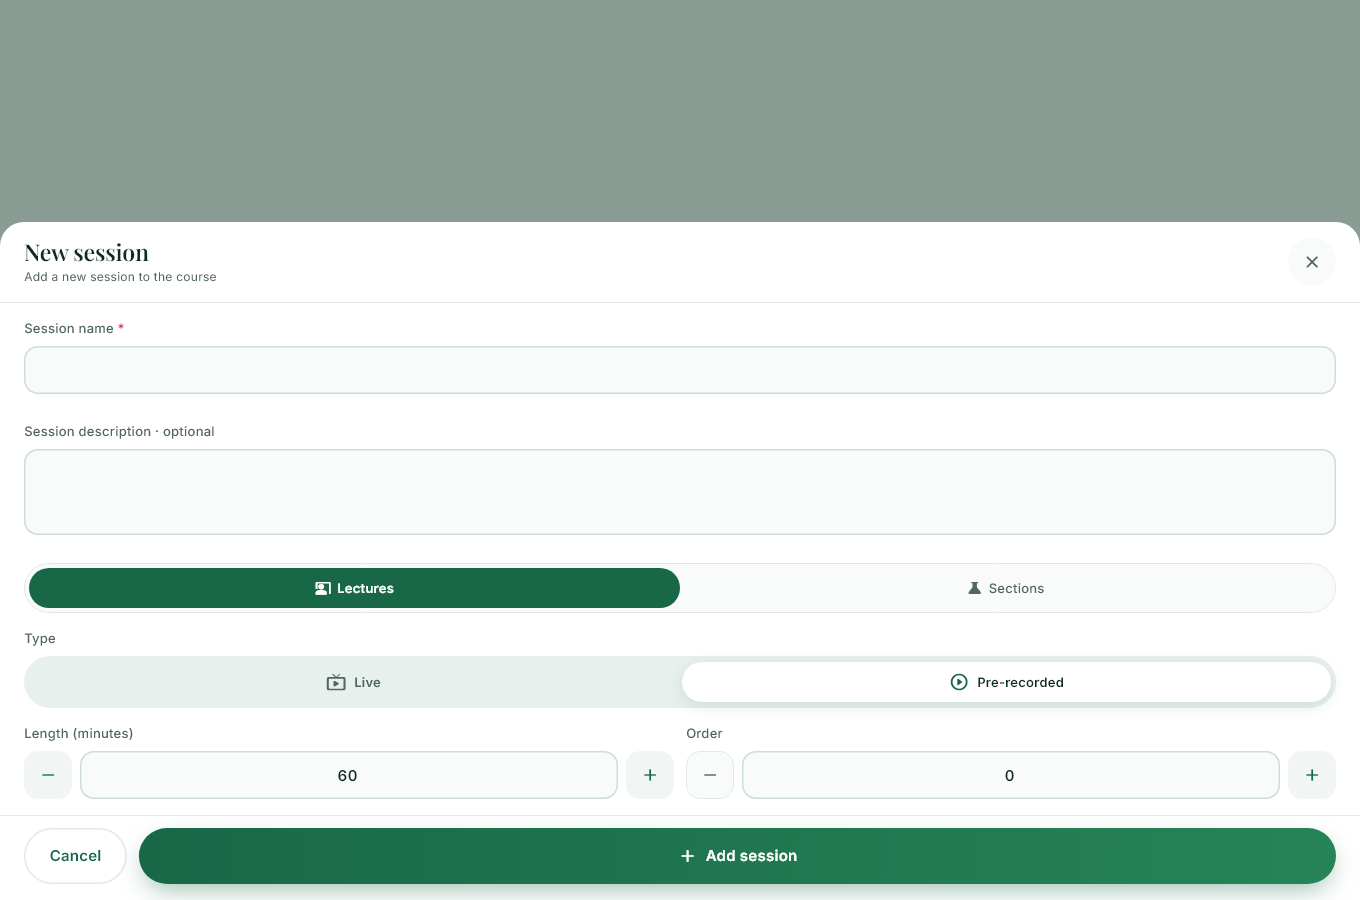 New session
Add a new session to the course
Session name *
Session description · optional
Lectures
Sections
Type
Live
Pre-recorded
Length (minutes)
Order
− 60 +
− 0 +
Cancel
+ Add session